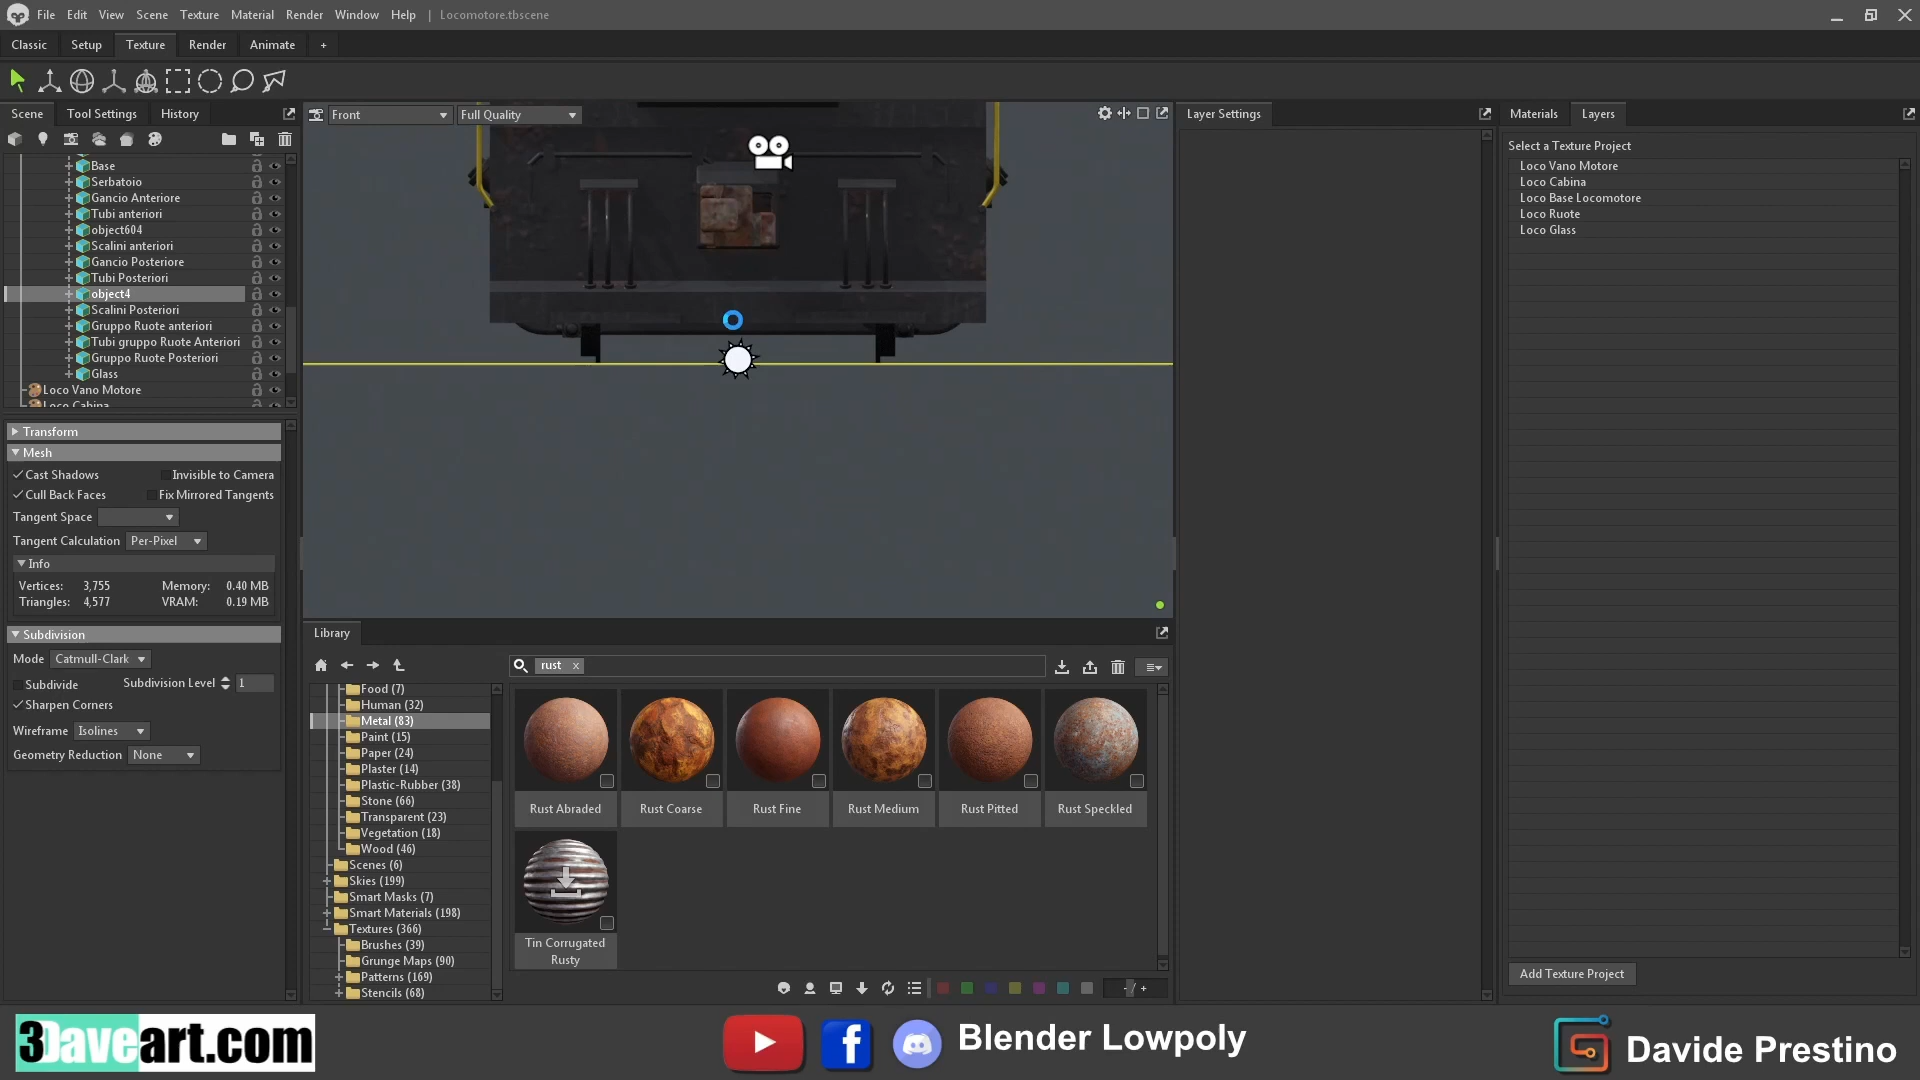 File Edit View Scene Texture Material Render Window Help | Locomotore.tbscene
Classic Setup Texture Render Animate +
Scene Tool Settings History
Front Full Quality
Layer Settings
Materials Layers
Select a Texture Project
Loco Vano Motore
Loco Cabina
Loco Base Locomotore
Loco Ruote
Loco Glass
Add Texture Project
Base
Serbatoio
Gancio Anteriore
Tubi anteriori
object604
Scalini anteriori
Gancio Posteriore
Tubi Posteriori
object4
Scalini Posteriori
Gruppo Ruote anteriori
Tubi gruppo Ruote Anteriori
Gruppo Ruote Posteriori
Glass
Loco Vano Motore
Loco Cabina
Transform
Mesh
Cast Shadows Invisible to Camera
Cull Back Faces Fix Mirrored Tangents
Tangent Space
Tangent Calculation Per-Pixel
Info
Vertices: 3,755 Memory: 0.40 MB
Triangles: 4,577 VRAM: 0.19 MB
Subdivision
Mode Catmull-Clark
Subdivide Subdivision Level 1
Sharpen Corners
Wireframe Isolines
Geometry Reduction None
Library
rust x
Food (7)
Human (32)
Metal (83)
Paint (15)
Paper (24)
Plaster (14)
Plastic-Rubber (38)
Stone (66)
Transparent (23)
Vegetation (18)
Wood (46)
Scenes (6)
Skies (199)
Smart Masks (7)
Smart Materials (198)
Textures (366)
Brushes (39)
Grunge Maps (90)
Patterns (169)
Stencils (68)
Rust Abraded Rust Coarse Rust Fine Rust Medium Rust Pitted Rust Speckled
Tin Corrugated
Rusty
- / +
3Daveart.com
Blender Lowpoly
Davide Prestino